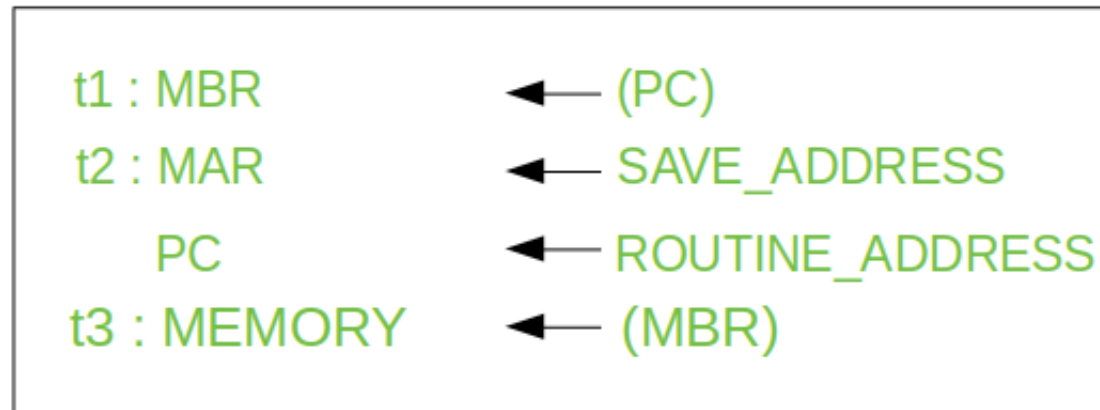 t1 : MBR ← (PC)
t2 : MAR ← SAVE_ADDRESS
PC ← ROUTINE_ADDRESS
t3 : MEMORY ← (MBR)